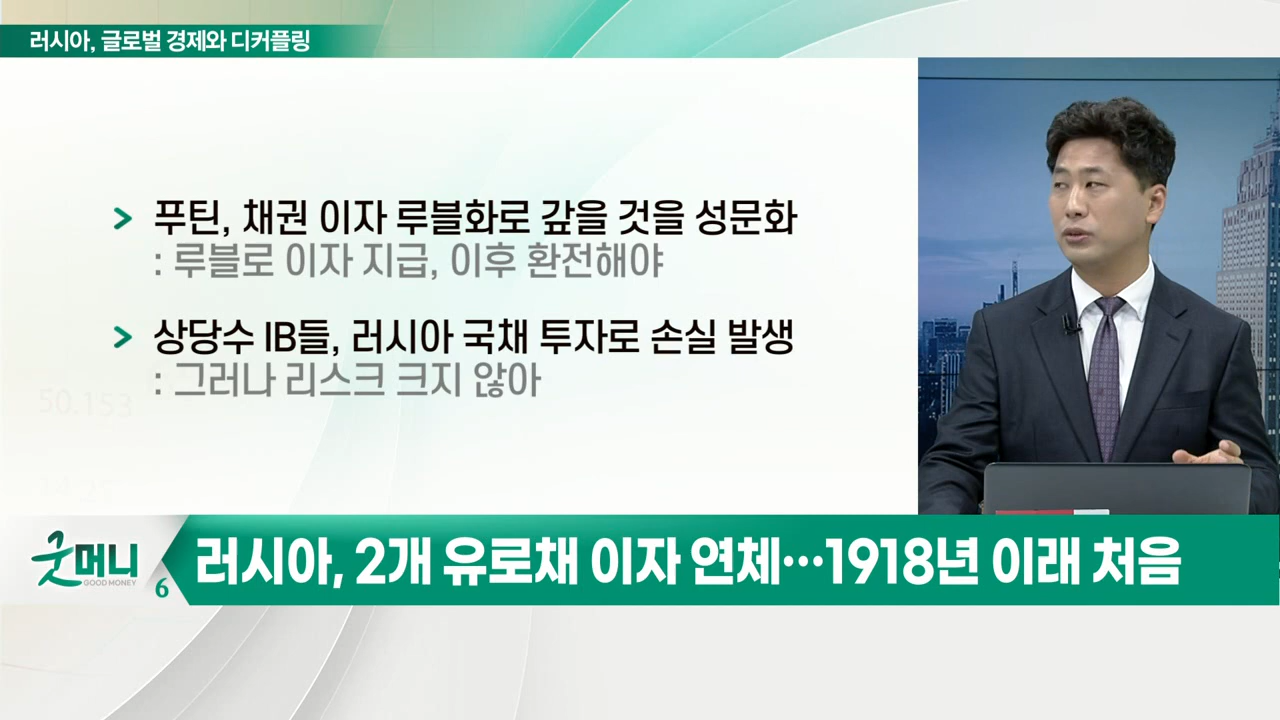 러시아, 글로벌 경제와 디커플링
푸틴, 채권 이자 루블화로 갚을 것을 성문화
: 루블로 이자 지급, 이후 환전해야
상당수 IB들, 러시아 국채 투자로 손실 발생
: 그러나 리스크 크지 않아
50.153
굿머니
GOOD MONEY
6
러시아, 2개 유로채 이자 연체…1918년 이래 처음